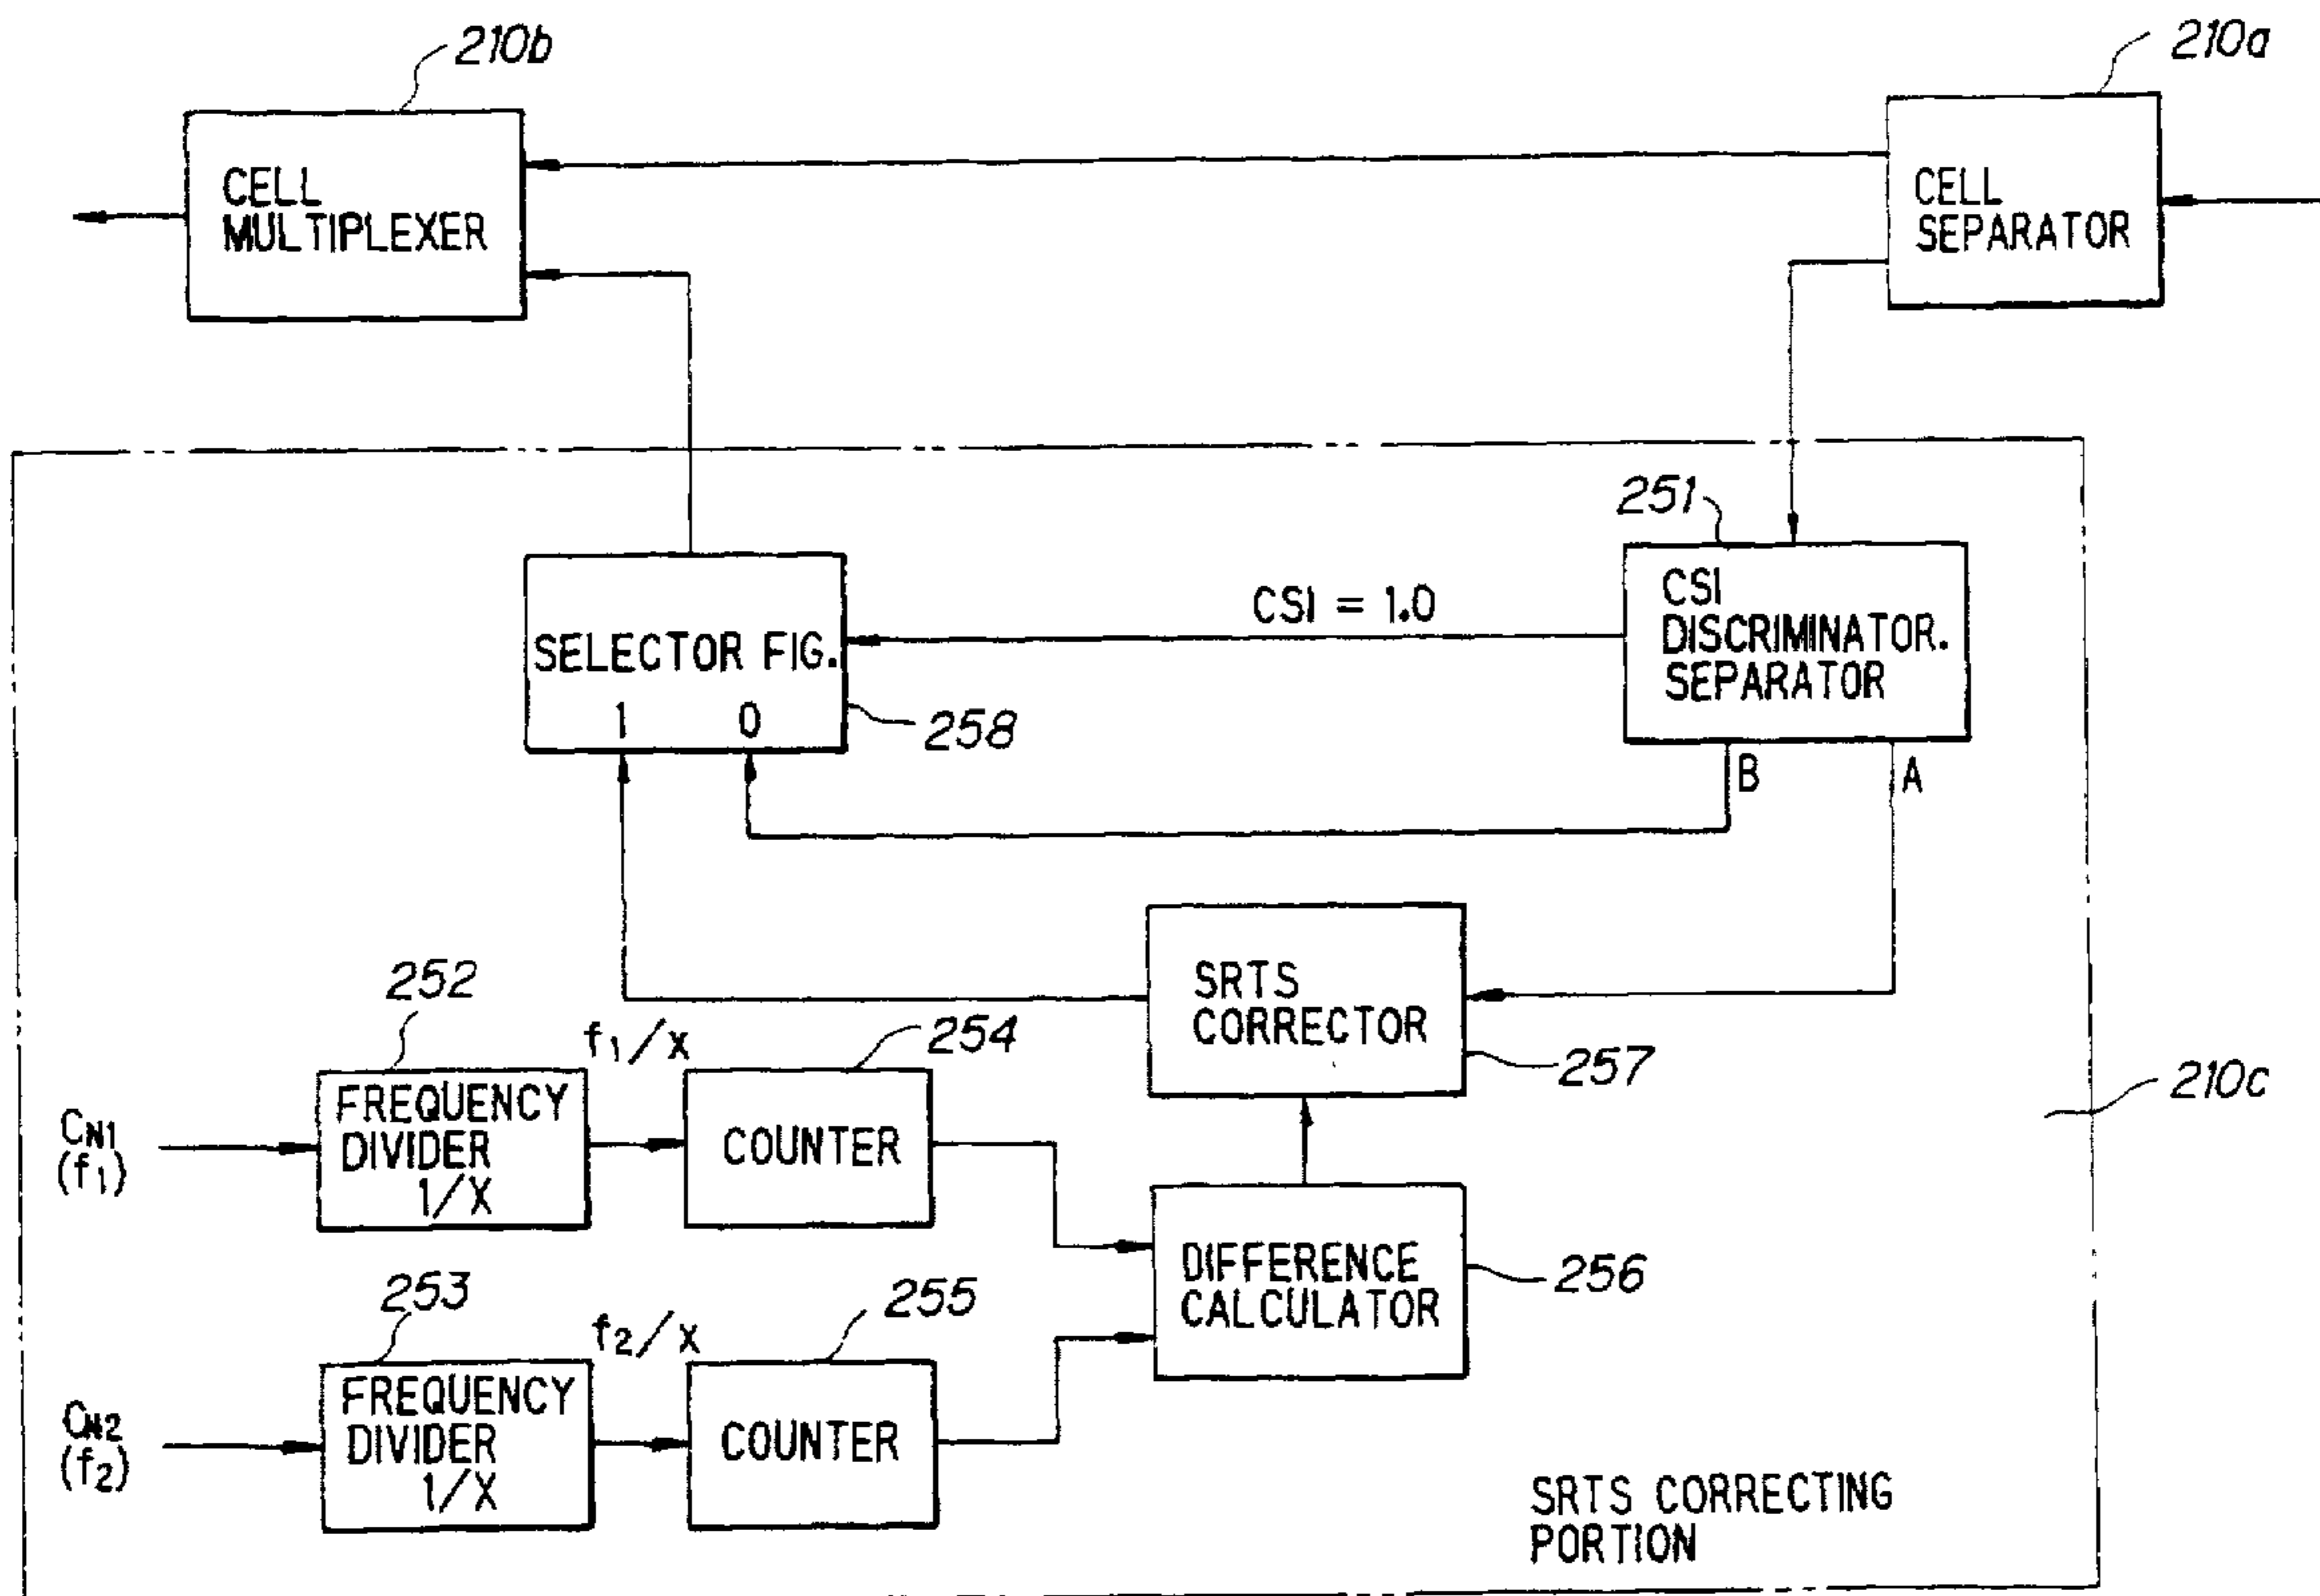 210b
210a
CELL
MULTIPLEXER
CELL
SEPARATOR
251
CSI = 1.0
CSI
DISCRIMINATOR.
SEPARATOR
SELECTOR FIG.
1 0
258
B
A
252
f1/x
254
SRTS
CORRECTOR
257
210c
CN1
(f1)
FREQUENCY
DIVIDER
1/X
COUNTER
253
f2/x
255
DIFFERENCE
CALCULATOR
256
CN2
(f2)
FREQUENCY
DIVIDER
1/X
COUNTER
SRTS CORRECTING
PORTION